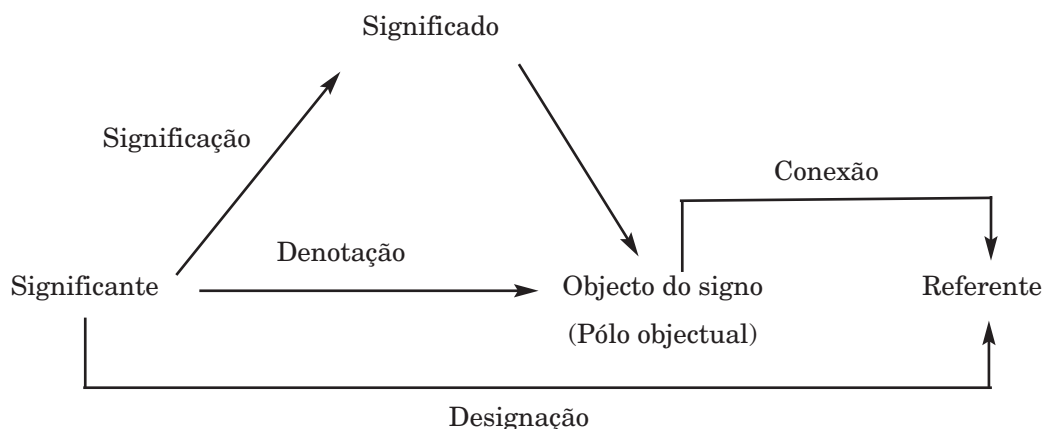 Significado
Significação
Conexão
Denotação
Significante
Objecto do signo
Referente
(Pólo objectual)
Designação